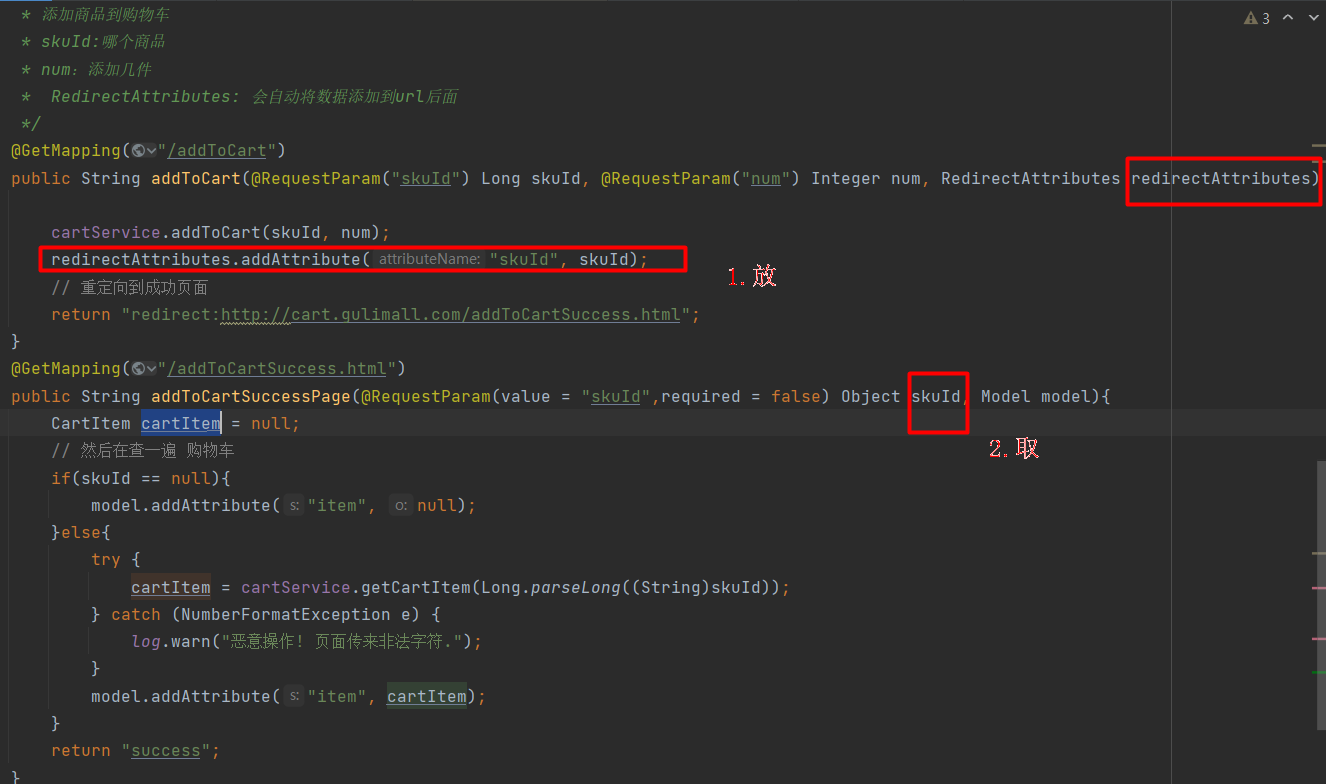 * 添加商品到购物车
3
* skuId:哪个商品
* num：添加几件
*  RedirectAttributes: 会自动将数据添加到url后面
*/
@GetMapping("/addToCart")
public String addToCart(@RequestParam("skuId") Long skuId, @RequestParam("num") Integer num, RedirectAttributes redirectAttributes)
cartService.addToCart(skuId, num);
redirectAttributes.addAttribute( attributeName: "skuId", skuId);
1.放
// 重定向到成功页面
return "redirect:http://cart.gulimall.com/addToCartSuccess.html";
}
@GetMapping("/addToCartSuccess.html")
public String addToCartSuccessPage(@RequestParam(value = "skuId",required = false) Object skuId, Model model){
CartItem cartItem = null;
2.取
// 然后在查一遍 购物车
if(skuId == null){
model.addAttribute( s: "item", o: null);
}else{
try {
cartItem = cartService.getCartItem(Long.parseLong((String)skuId));
} catch (NumberFormatException e) {
log.warn("恶意操作! 页面传来非法字符.");
}
model.addAttribute( s: "item", cartItem);
}
return "success";
}